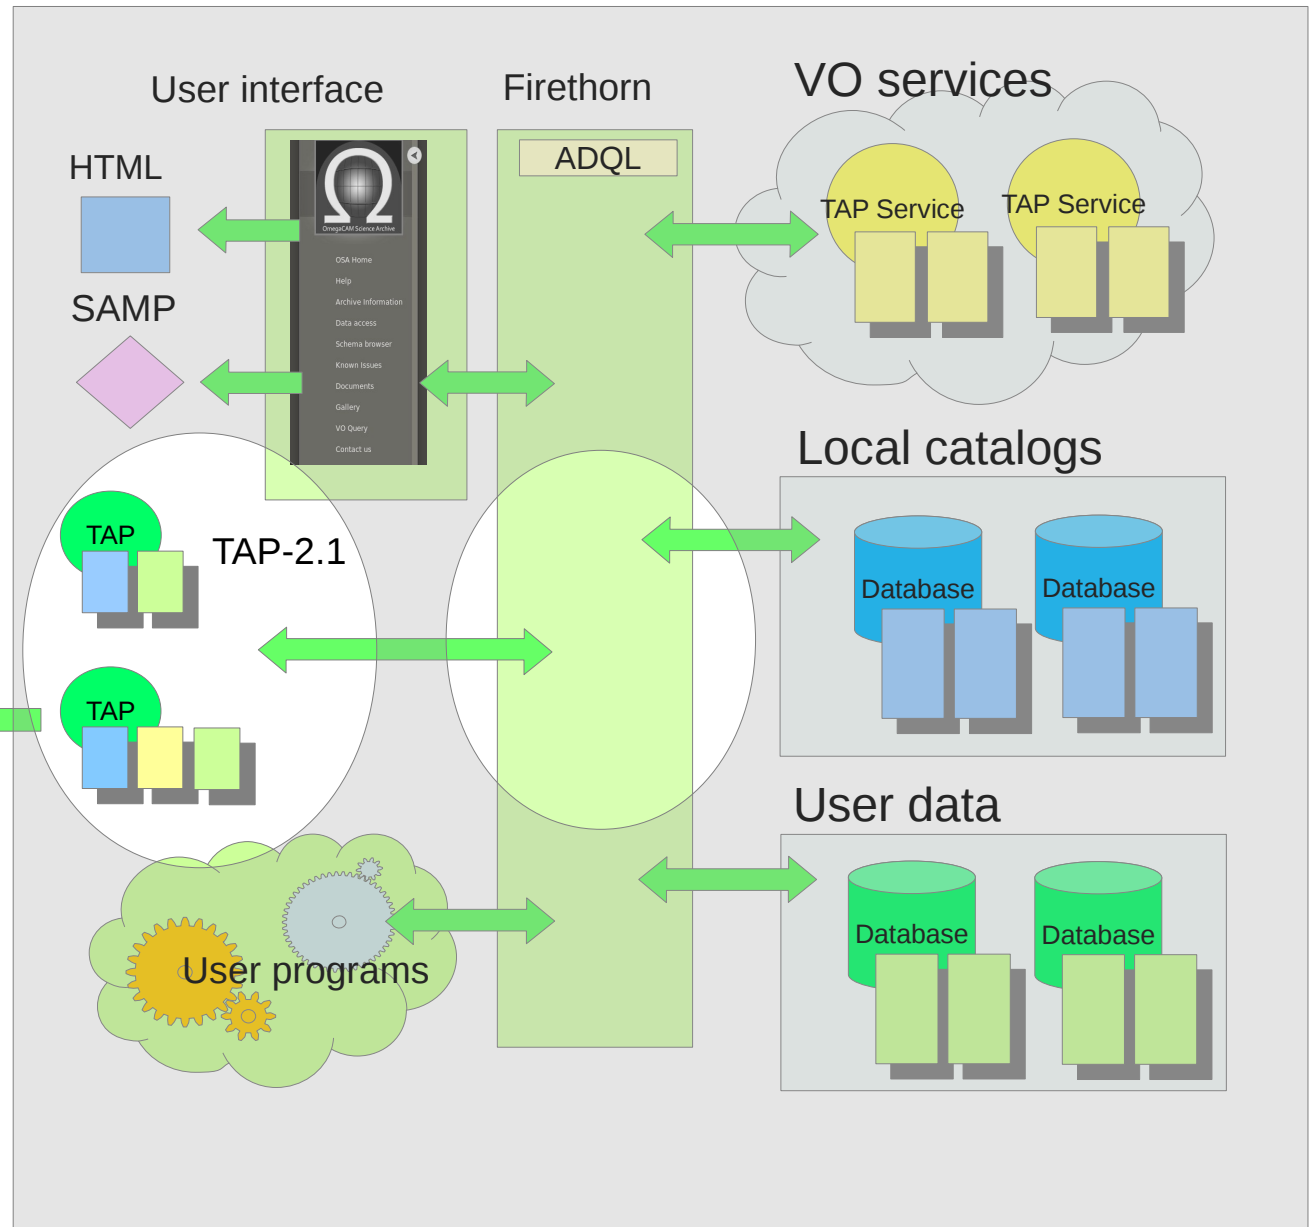 User interface
Firethorn
VO services
HTML
SAMP
Ω
OmegaCAM Science Archive
OSA Home
Help
Archive Information
Data access
Schema browser
Known Issues
Documents
Gallery
VO Query
Contact us
ADQL
TAP Service
TAP Service
Local catalogs
TAP
TAP-2.1
Database
Database
TAP
User data
User programs
Database
Database